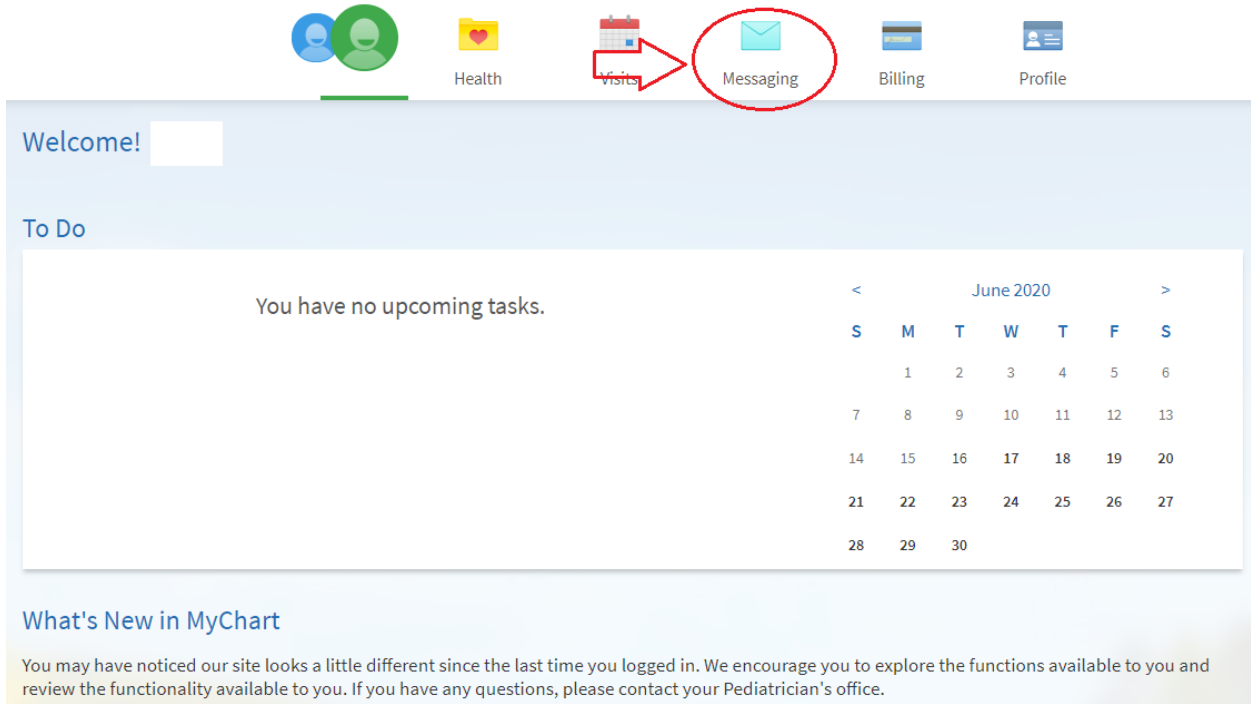 Health Visits Messaging Billing Profile
Welcome!
To Do
You have no upcoming tasks.
< June 2020 >
S M T W T F S
1 2 3 4 5 6
7 8 9 10 11 12 13
14 15 16 17 18 19 20
21 22 23 24 25 26 27
28 29 30
What's New in MyChart
You may have noticed our site looks a little different since the last time you logged in. We encourage you to explore the functions available to you and
review the functionality available to you. If you have any questions, please contact your Pediatrician's office.